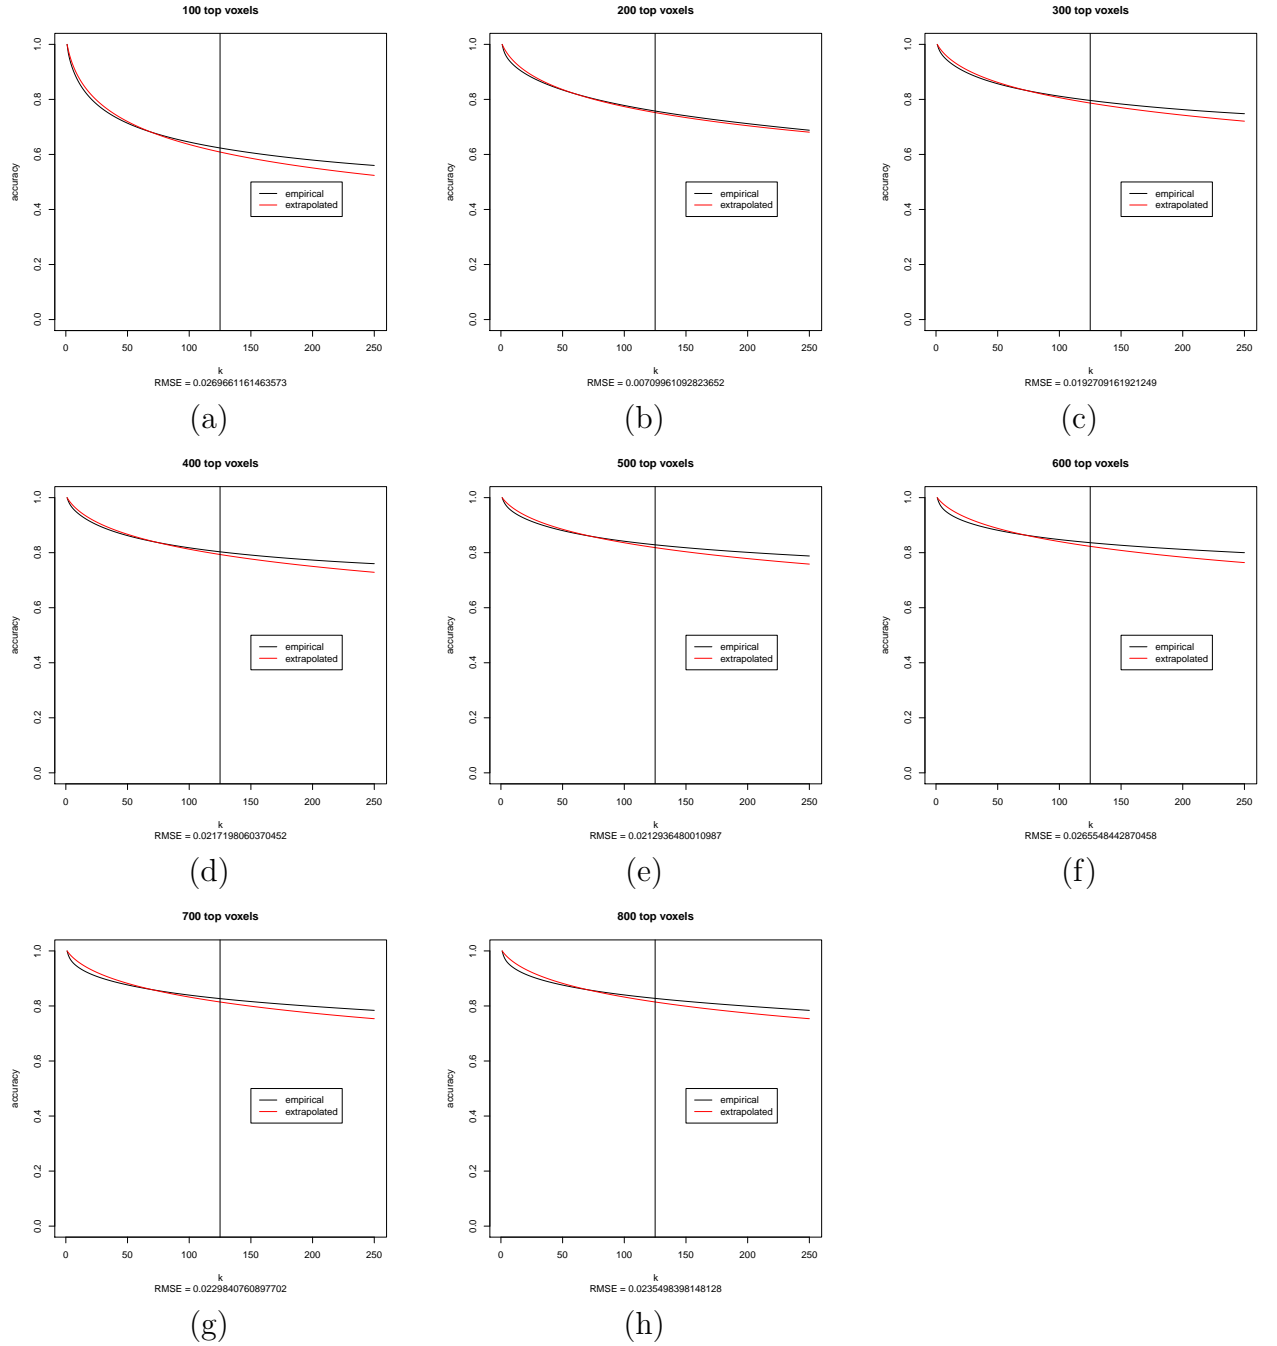 100 top voxels
accuracy
0.0 0.2 0.4 0.6 0.8 1.0
empirical
extrapolated
0 50 100 150 200 250
k
RMSE = 0.0269661161463573
(a)
200 top voxels
accuracy
0.0 0.2 0.4 0.6 0.8 1.0
empirical
extrapolated
0 50 100 150 200 250
k
RMSE = 0.00709961092823652
(b)
300 top voxels
accuracy
0.0 0.2 0.4 0.6 0.8 1.0
empirical
extrapolated
0 50 100 150 200 250
k
RMSE = 0.0192709161921249
(c)
400 top voxels
accuracy
0.0 0.2 0.4 0.6 0.8 1.0
empirical
extrapolated
0 50 100 150 200 250
k
RMSE = 0.0217198060370452
(d)
500 top voxels
accuracy
0.0 0.2 0.4 0.6 0.8 1.0
empirical
extrapolated
0 50 100 150 200 250
k
RMSE = 0.0212936480010987
(e)
600 top voxels
accuracy
0.0 0.2 0.4 0.6 0.8 1.0
empirical
extrapolated
0 50 100 150 200 250
k
RMSE = 0.0265548442870458
(f)
700 top voxels
accuracy
0.0 0.2 0.4 0.6 0.8 1.0
empirical
extrapolated
0 50 100 150 200 250
k
RMSE = 0.0229840760897702
(g)
800 top voxels
accuracy
0.0 0.2 0.4 0.6 0.8 1.0
empirical
extrapolated
0 50 100 150 200 250
k
RMSE = 0.0235498398148128
(h)